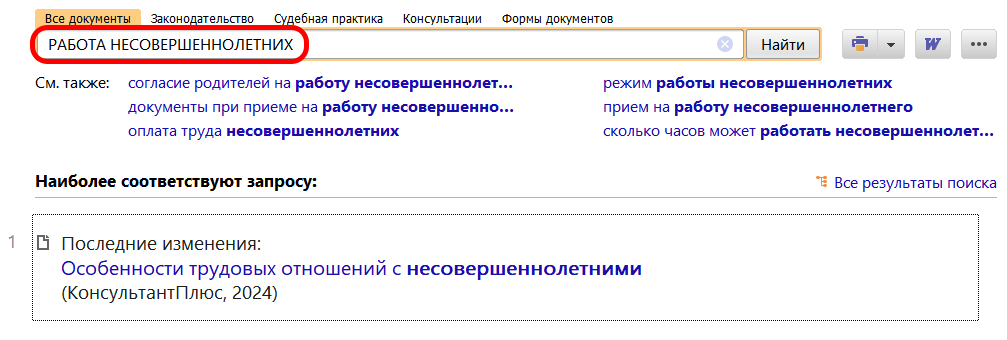 Все документы Законодательство Судебная практика Консультации Формы документов
РАБОТА НЕСОВЕРШЕННОЛЕТНИХ Найти W
См. также: согласие родителей на работу несовершеннолет... режим работы несовершеннолетних
документы при приеме на работу несовершенно... прием на работу несовершеннолетнего
оплата труда несовершеннолетних сколько часов может работать несовершеннолет...
Наиболее соответствуют запросу: Все результаты поиска
1 Последние изменения:
Особенности трудовых отношений с несовершеннолетними
(КонсультантПлюс, 2024)